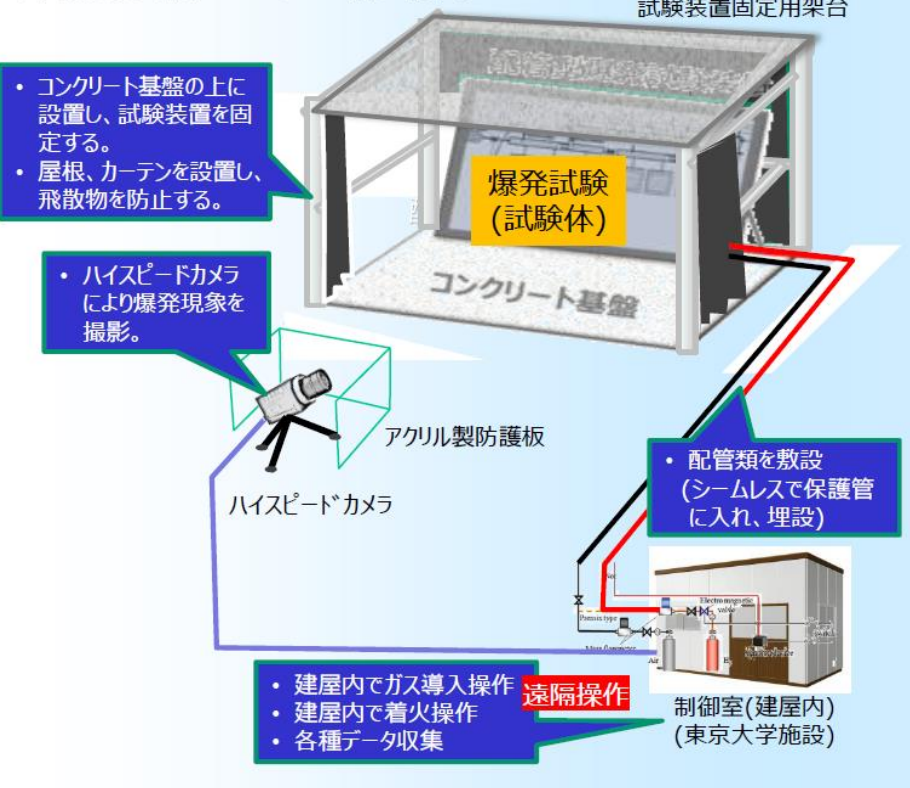 試験装置固定用架台
• コンクリート基盤の上に
設置し、試験装置を固
定する。
• 屋根、カーテンを設置し、
飛散物を防止する。
爆発試験
(試験体)
コンクリート基盤
• ハイスピードカメラ
により爆発現象を
撮影。
アクリル製防護板
ハイスピードカメラ
• 配管類を敷設
(シームレスで保護管
に入れ、埋設)
Electromagnetic
valve
Premix type
Air
H₂
• 建屋内でガス導入操作
• 建屋内で着火操作
• 各種データ収集
遠隔操作
制御室(建屋内)
(東京大学施設)